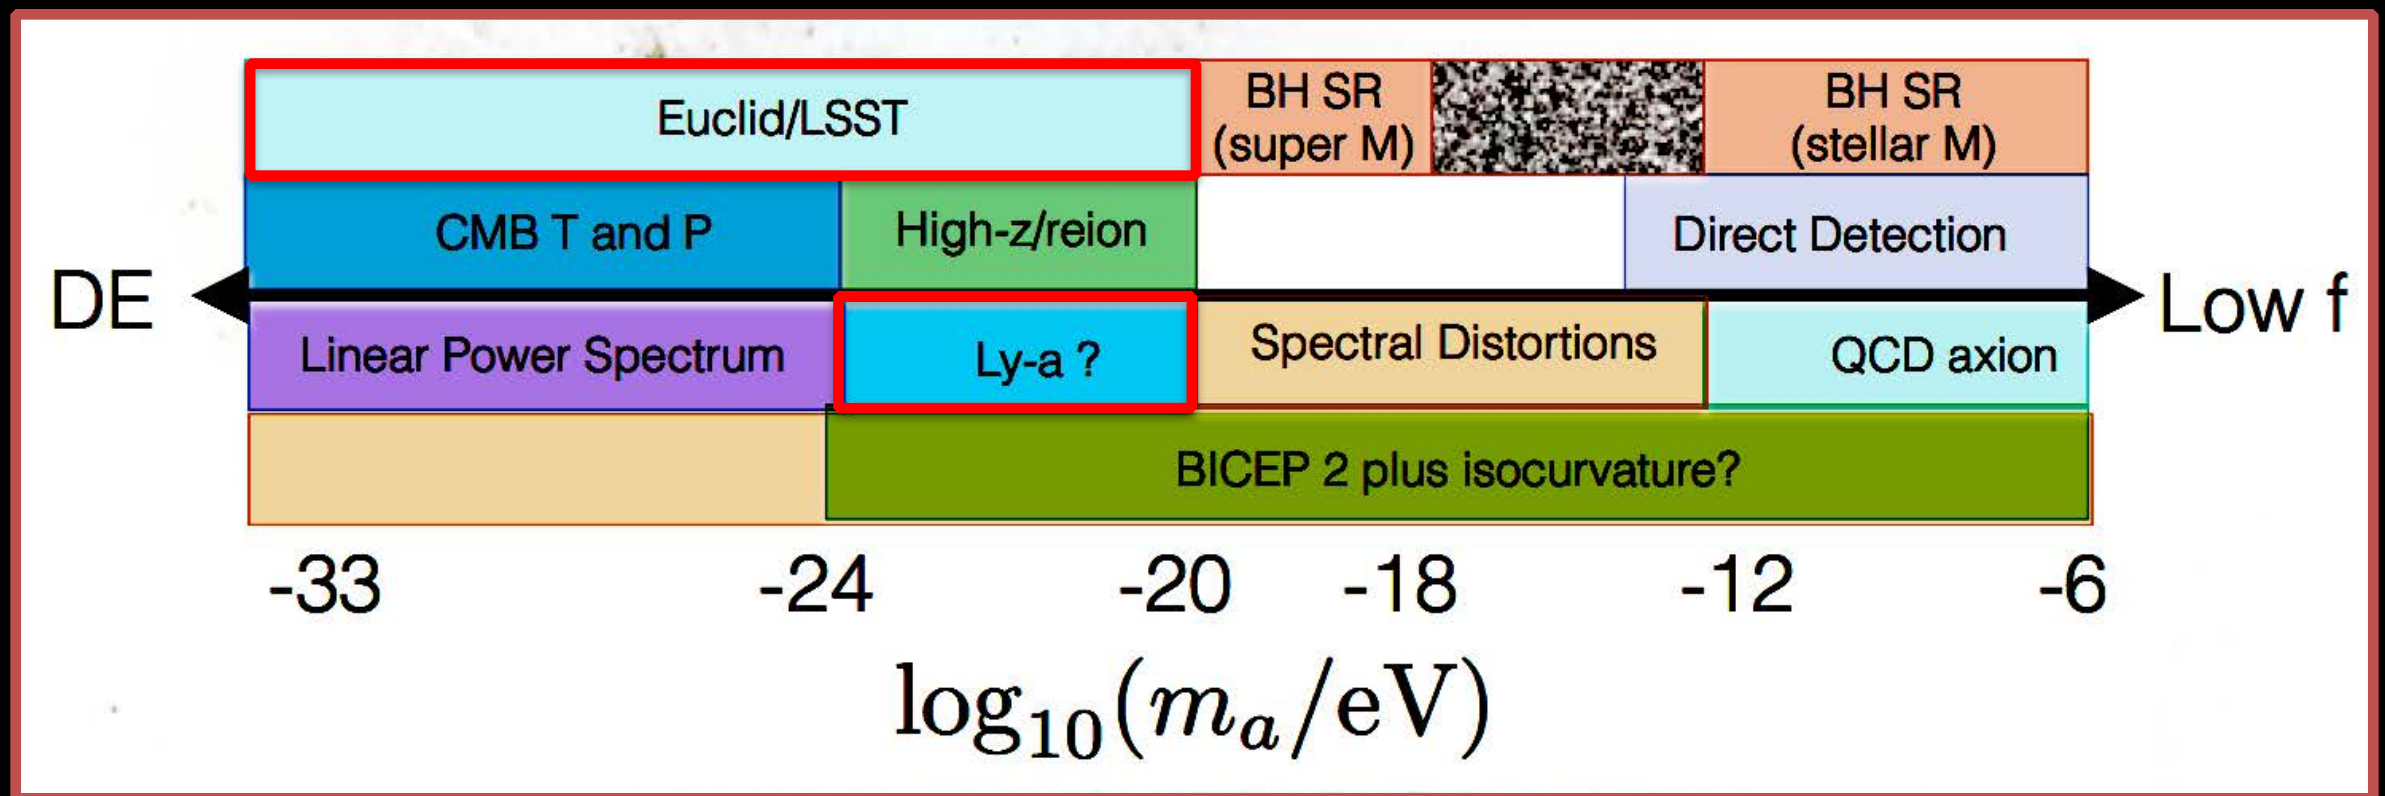 Euclid/LSST
BH SR
(super M)
BH SR
(stellar M)
CMB T and P
High-z/reion
Direct Detection
DE
Low f
Linear Power Spectrum
Ly-a ?
Spectral Distortions
QCD axion
BICEP 2 plus isocurvature?
-33 -24 -20 -18 -12 -6
log₁₀(mₐ/eV)